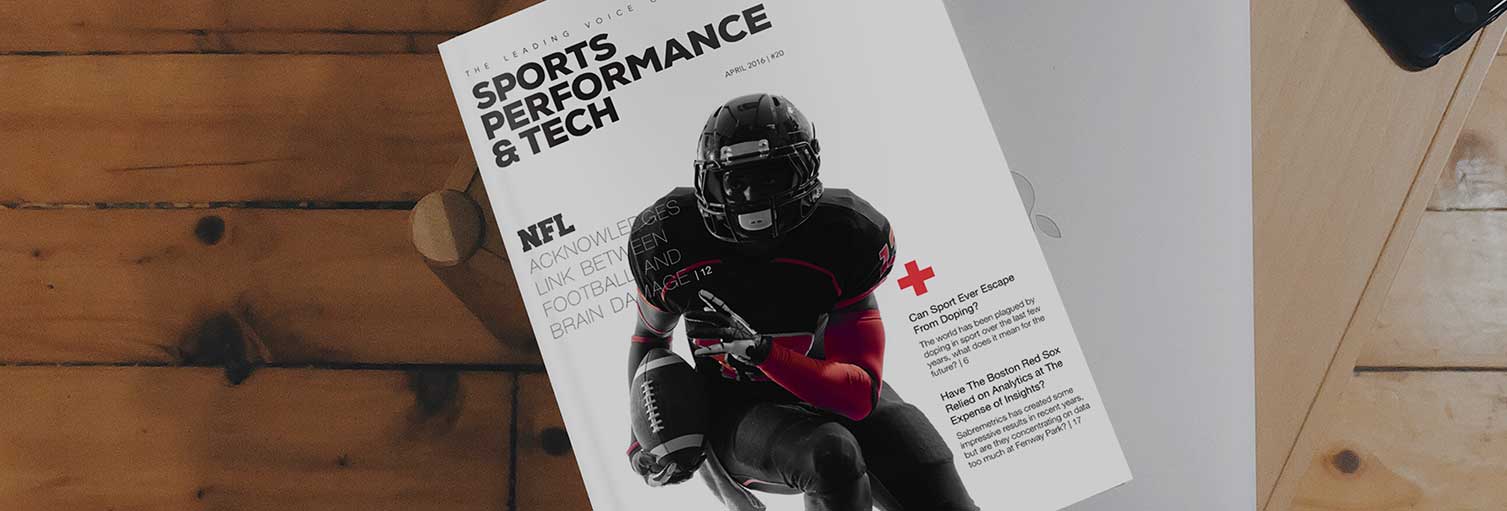 THE LEADING VOICE
SPORTS
PERFORMANCE
& TECH
APRIL 2016 | #20
NFL
ACKNOWLEDGES
LINK BETWEEN
FOOTBALL AND
BRAIN DAMAGE | 12
Can Sport Ever Escape
From Doping?
The world has been plagued by
doping in sport over the last few
years, what does it mean for the
future? | 6
Have The Boston Red Sox
Relied on Analytics at The
Expense of Insights?
Sabremetrics has created some
impressive results in recent years,
but are they concentrating on data
too much at Fenway Park? | 17